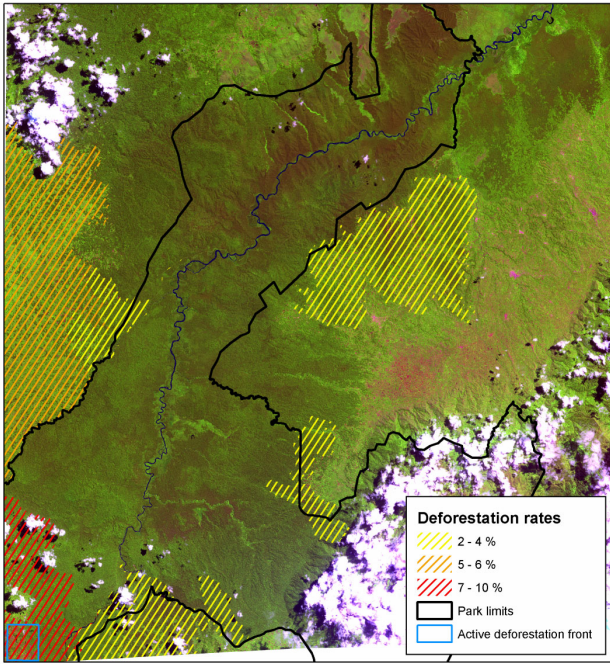 Deforestation rates
2 - 4 %
5 - 6 %
7 - 10 %
Park limits
Active deforestation front